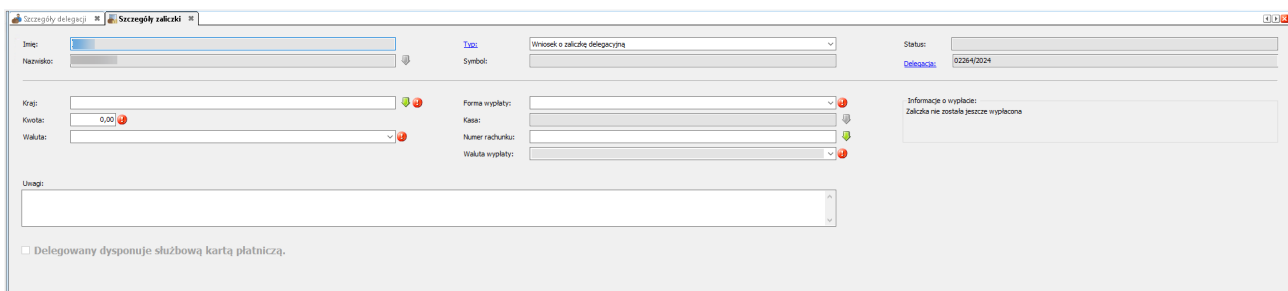 Szczegóły delegacji
Szczegóły zaliczki
Imię:
Typ: Wniosek o zaliczkę delegacyjną
Status:
Nazwisko:
Symbol:
Delegacja: 02264/2024
Kraj:
Forma wypłaty:
Informacje o wypłacie:
Kwota: 0,00
Kasa:
Zaliczka nie została jeszcze wypłacona
Waluta:
Numer rachunku:
Waluta wypłaty:
Uwagi:
Delegowany dysponuje służbową kartą płatniczą.